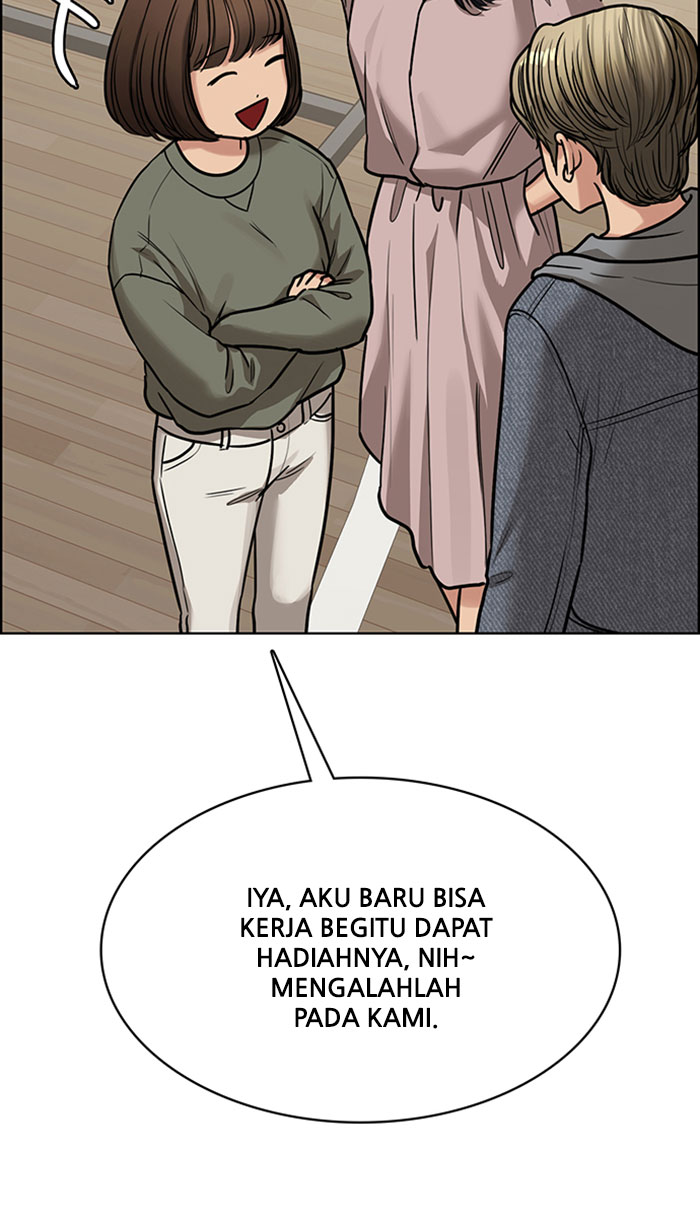 IYA, AKU BARU BISA
KERJA BEGITU DAPAT
HADIAHNYA, NIH~
MENGALAHLAH
PADA KAMI.